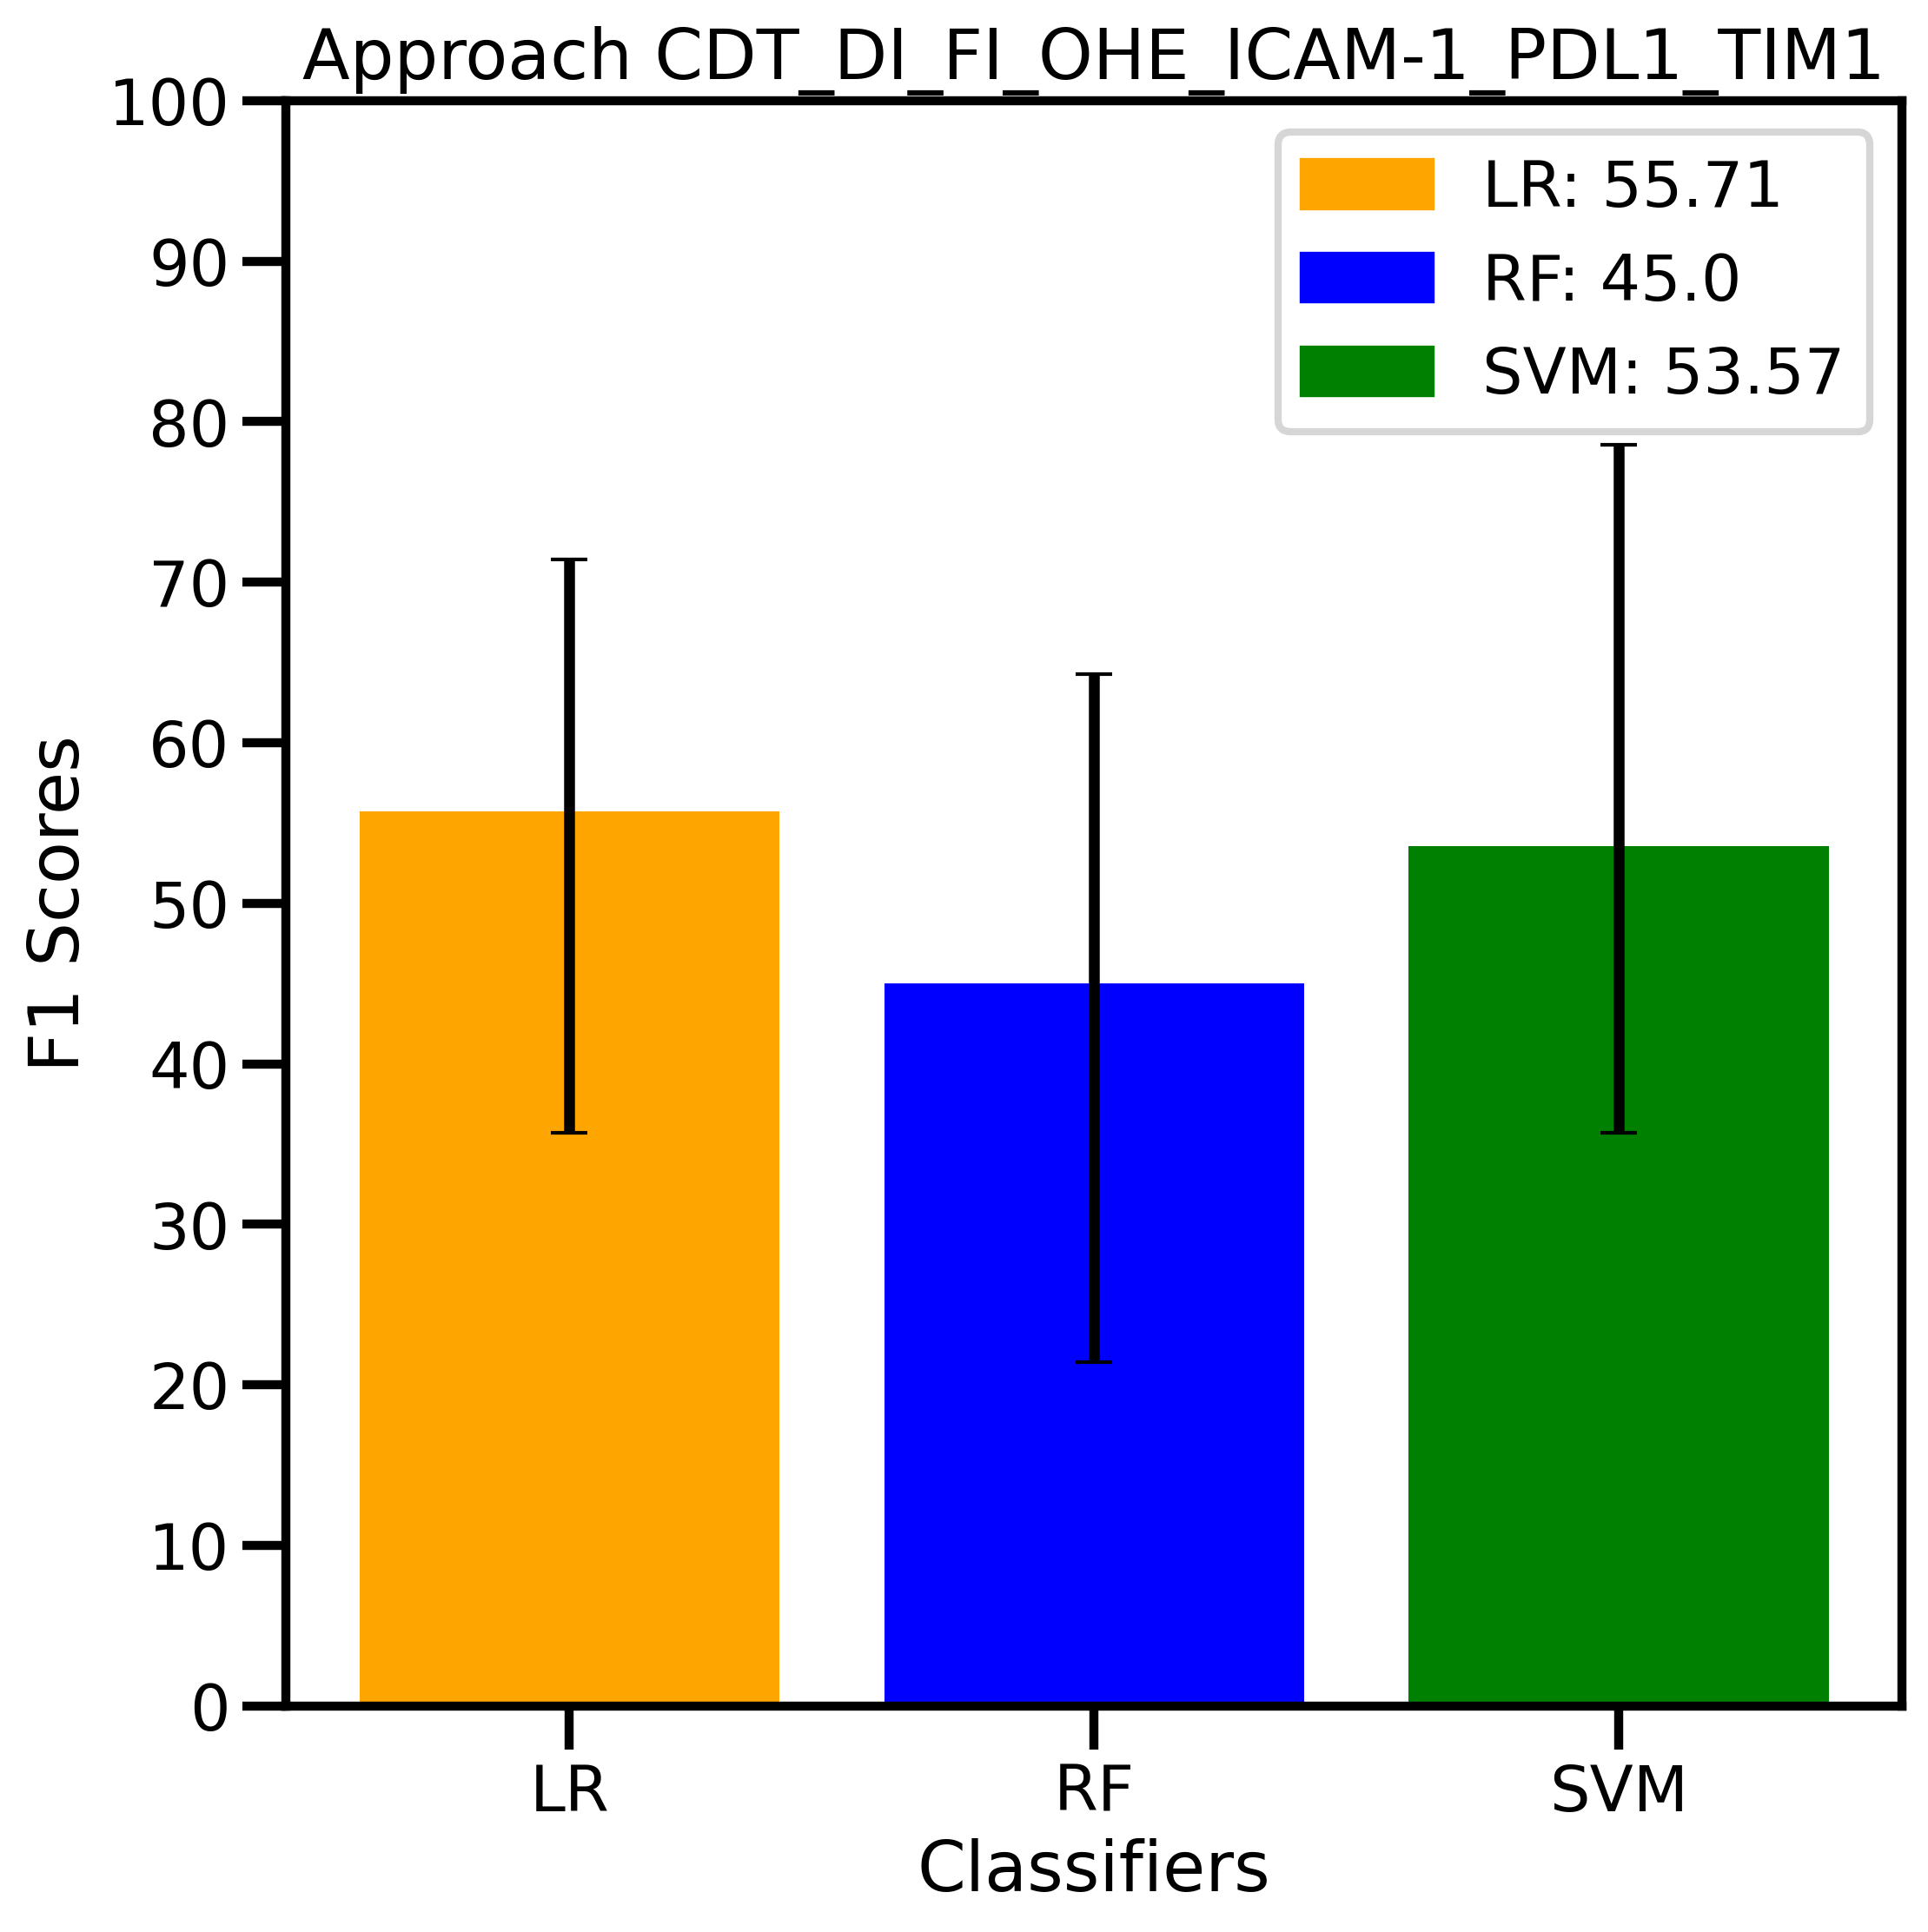 Approach CDT_DI_FI_OHE_ICAM-1_PDL1_TIM1
LR: 55.71
RF: 45.0
SVM: 53.57
F1 Scores
100
90
80
70
60
50
40
30
20
10
0
LR
RF
SVM
Classifiers